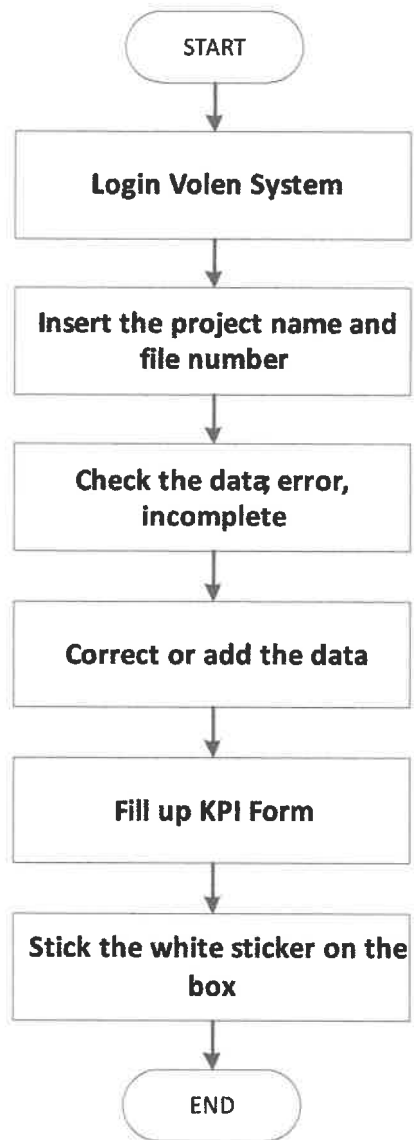 START
Login Volen System
Insert the project name and
file number
Check the data; error,
incomplete
Correct or add the data
Fill up KPI Form
Stick the white sticker on the
box
END